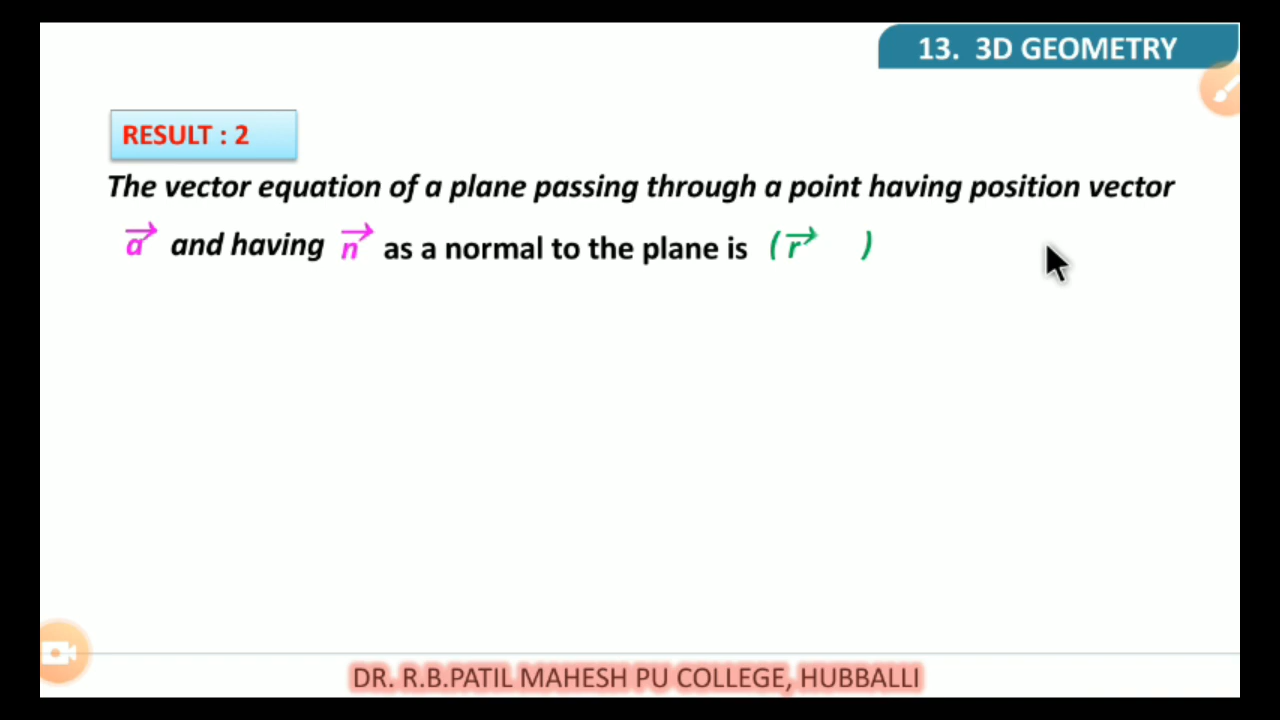 13. 3D GEOMETRY
RESULT : 2
The vector equation of a plane passing through a point having position vector
a⃗ and having n⃗ as a normal to the plane is (r⃗ )
DR. R.B.PATIL MAHESH PU COLLEGE, HUBBALLI